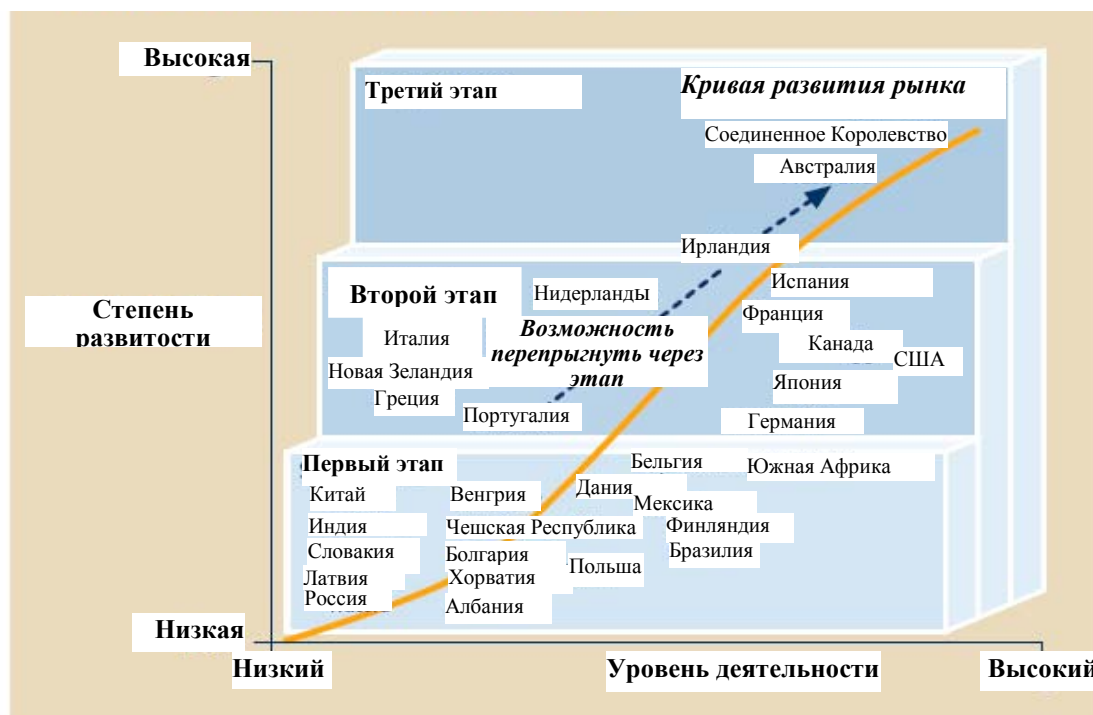 Высокая
Третий этап
Кривая развития рынка
Соединенное Королевство
Австралия
Ирландия
Второй этап
Нидерланды
Испания
Степень
развитости
Италия
Возможность
перепрыгнуть через
этап
Франция
Канада
США
Новая Зеландия
Греция
Япония
Португалия
Германия
Первый этап
Бельгия
Южная Африка
Китай
Венгрия
Дания
Мексика
Индия
Чешская Республика
Финляндия
Словакия
Болгария
Бразилия
Латвия
Хорватия
Польша
Россия
Албания
Низкая
Низкий
Уровень деятельности
Высокий